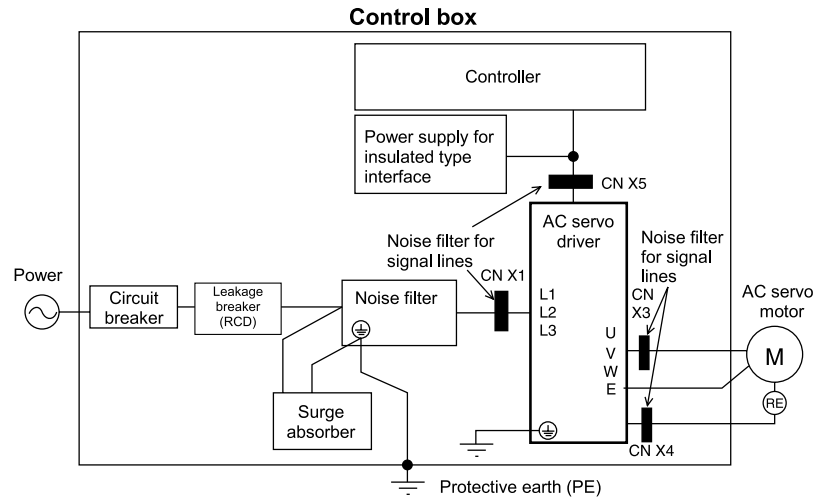 Control box
Controller
Power supply for
insulated type
interface
CN X5
AC servo
driver
Noise filter for
signal lines
Noise filter
for signal
lines
CN X1
Power
Circuit
breaker
Leakage
breaker
(RCD)
Noise filter
L1
L2
L3
CN
X3
U
V
W
E
AC servo
motor
M
RE
Surge
absorber
CN X4
Protective earth (PE)